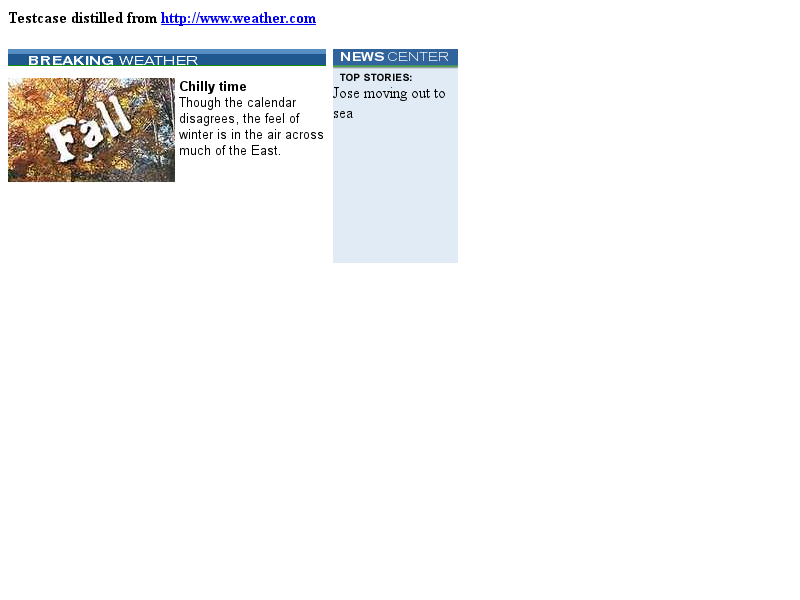 Testcase distilled from http://www.weather.com
BREAKING WEATHER
Fall
Chilly time
Though the calendar
disagrees, the feel of
winter is in the air across
much of the East.
NEWS CENTER
TOP STORIES:
Jose moving out to
sea